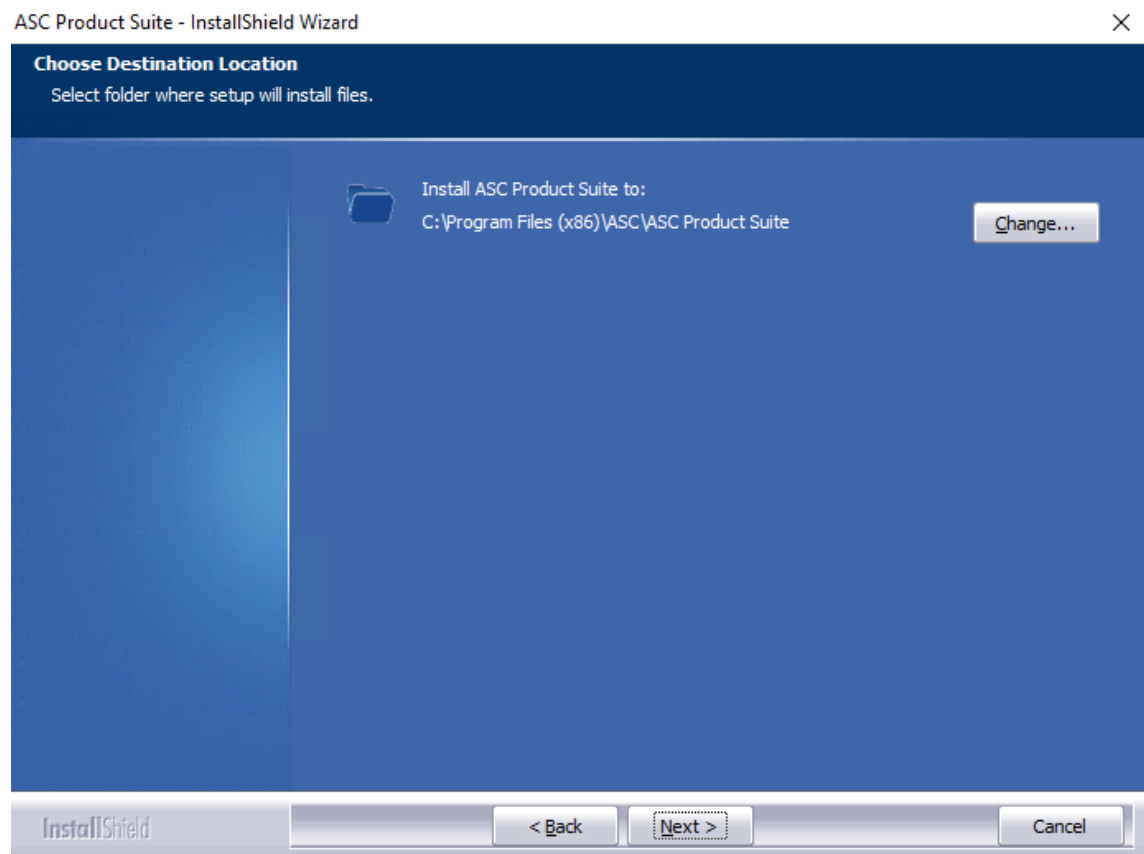 ASC Product Suite - InstallShield Wizard
Choose Destination Location
Select folder where setup will install files.
Install ASC Product Suite to:
C:\Program Files (x86)\ASC\ASC Product Suite
Change...
InstallShield
< Back
Next >
Cancel